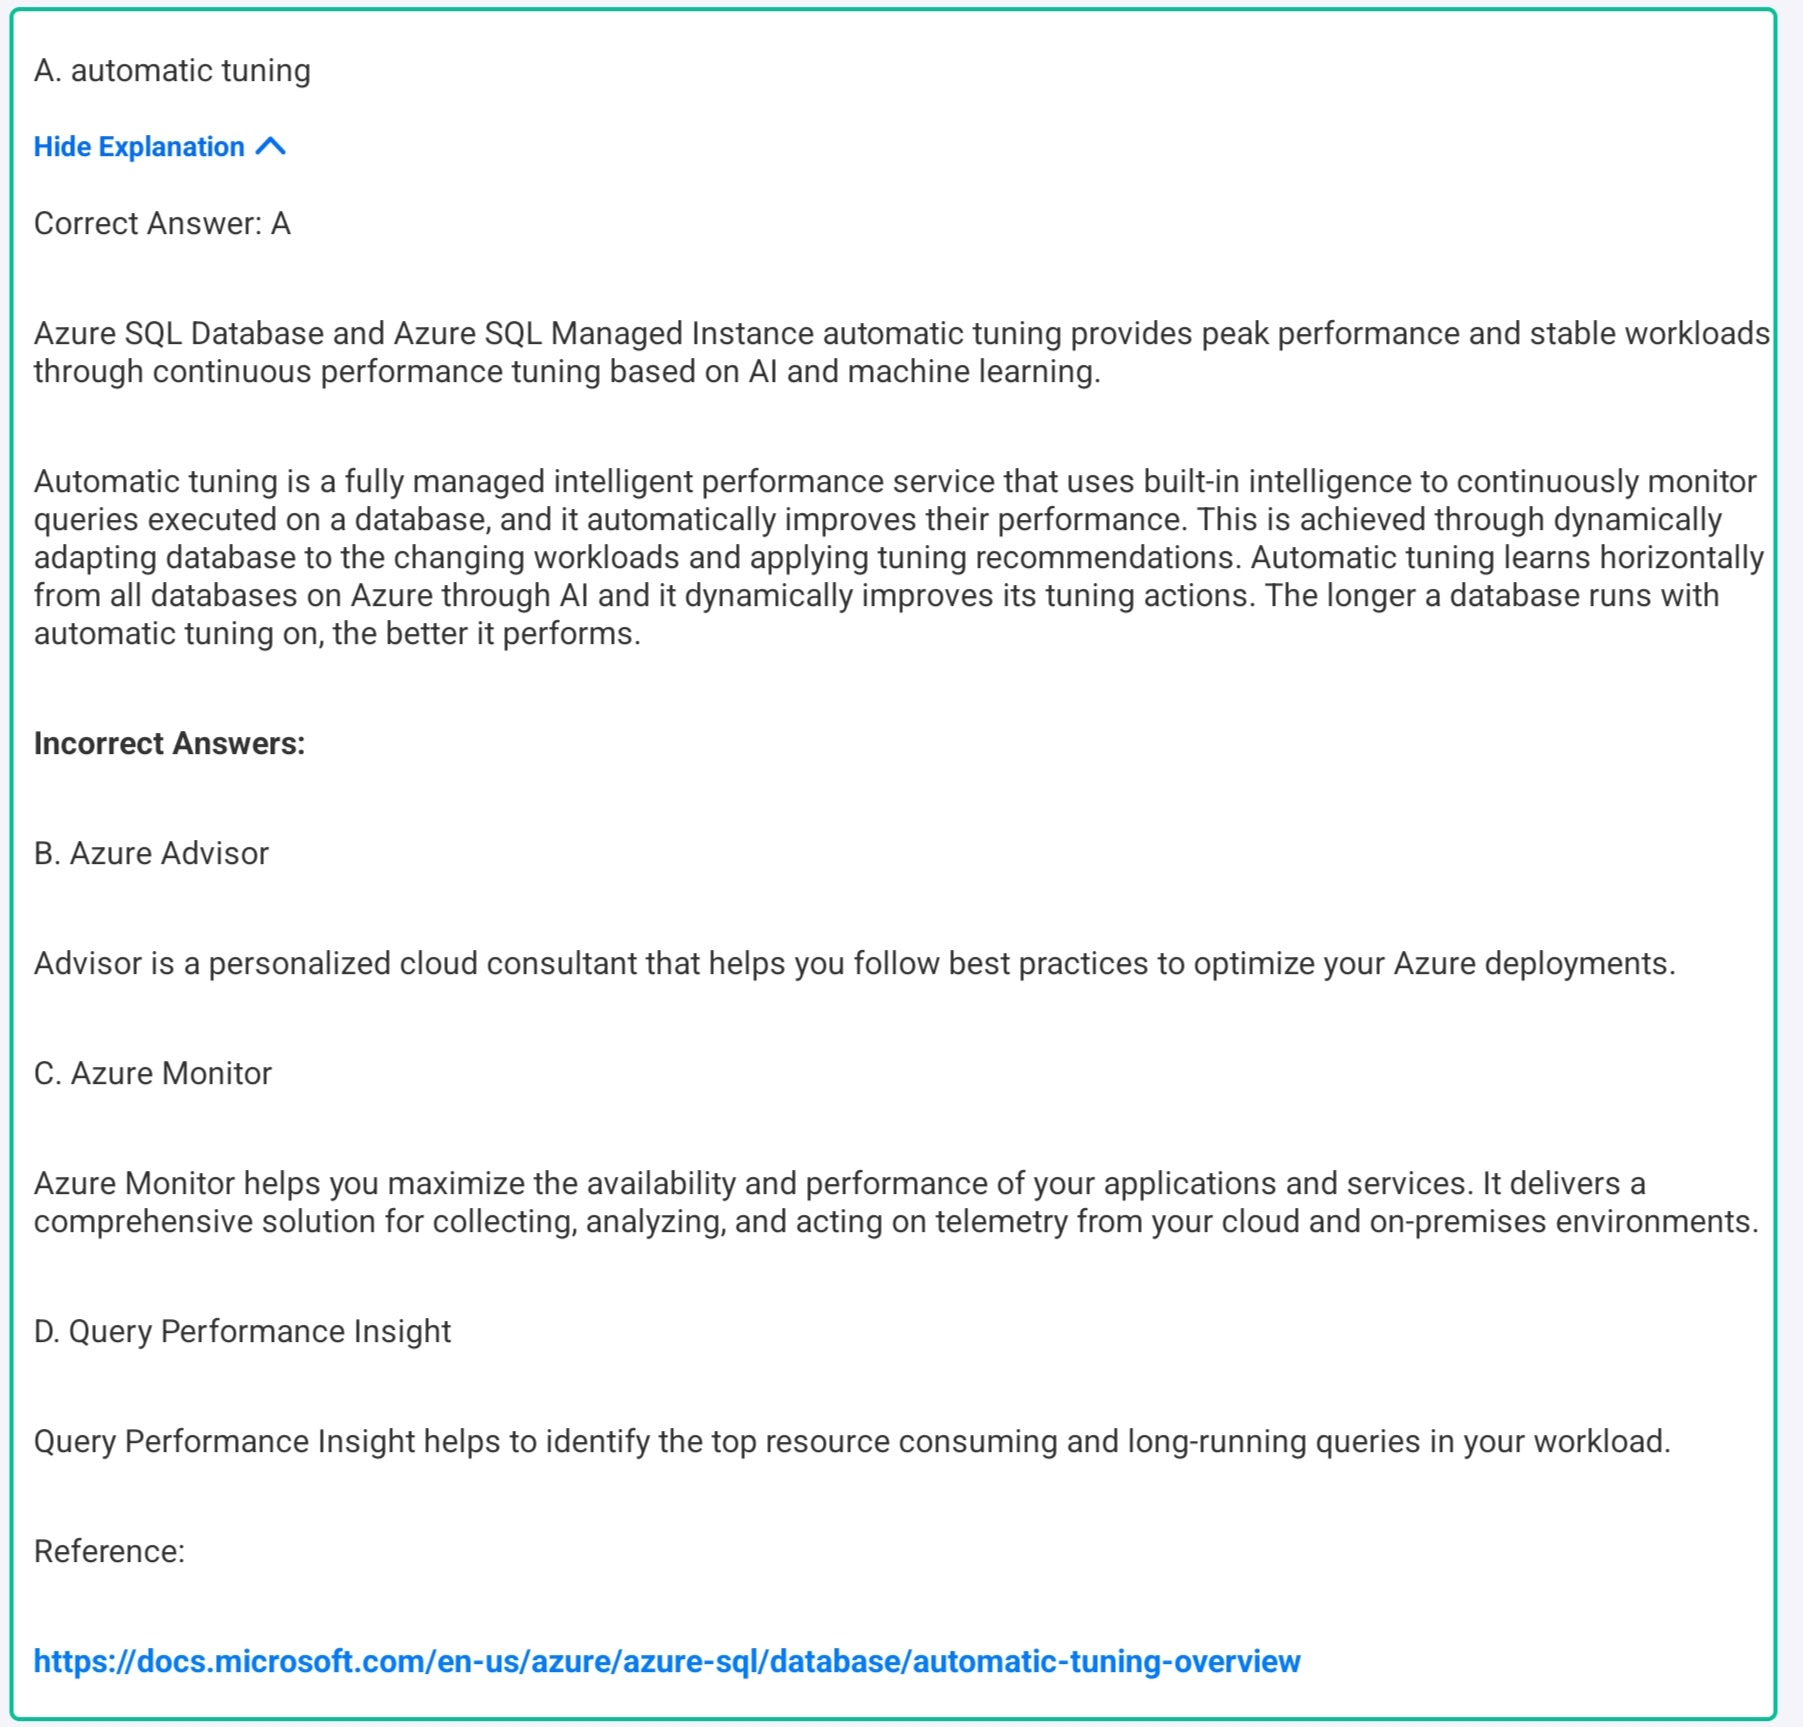 A. automatic tuning
Hide Explanation
Correct Answer: A
Azure SQL Database and Azure SQL Managed Instance automatic tuning provides peak performance and stable workloads
through continuous performance tuning based on AI and machine learning.
Automatic tuning is a fully managed intelligent performance service that uses built-in intelligence to continuously monitor
queries executed on a database, and it automatically improves their performance. This is achieved through dynamically
adapting database to the changing workloads and applying tuning recommendations. Automatic tuning learns horizontally
from all databases on Azure through AI and it dynamically improves its tuning actions. The longer a database runs with
automatic tuning on, the better it performs.
Incorrect Answers:
B. Azure Advisor
Advisor is a personalized cloud consultant that helps you follow best practices to optimize your Azure deployments.
C. Azure Monitor
Azure Monitor helps you maximize the availability and performance of your applications and services. It delivers a
comprehensive solution for collecting, analyzing, and acting on telemetry from your cloud and on-premises environments.
D. Query Performance Insight
Query Performance Insight helps to identify the top resource consuming and long-running queries in your workload.
Reference:
https://docs.microsoft.com/en-us/azure/azure-sql/database/automatic-tuning-overview